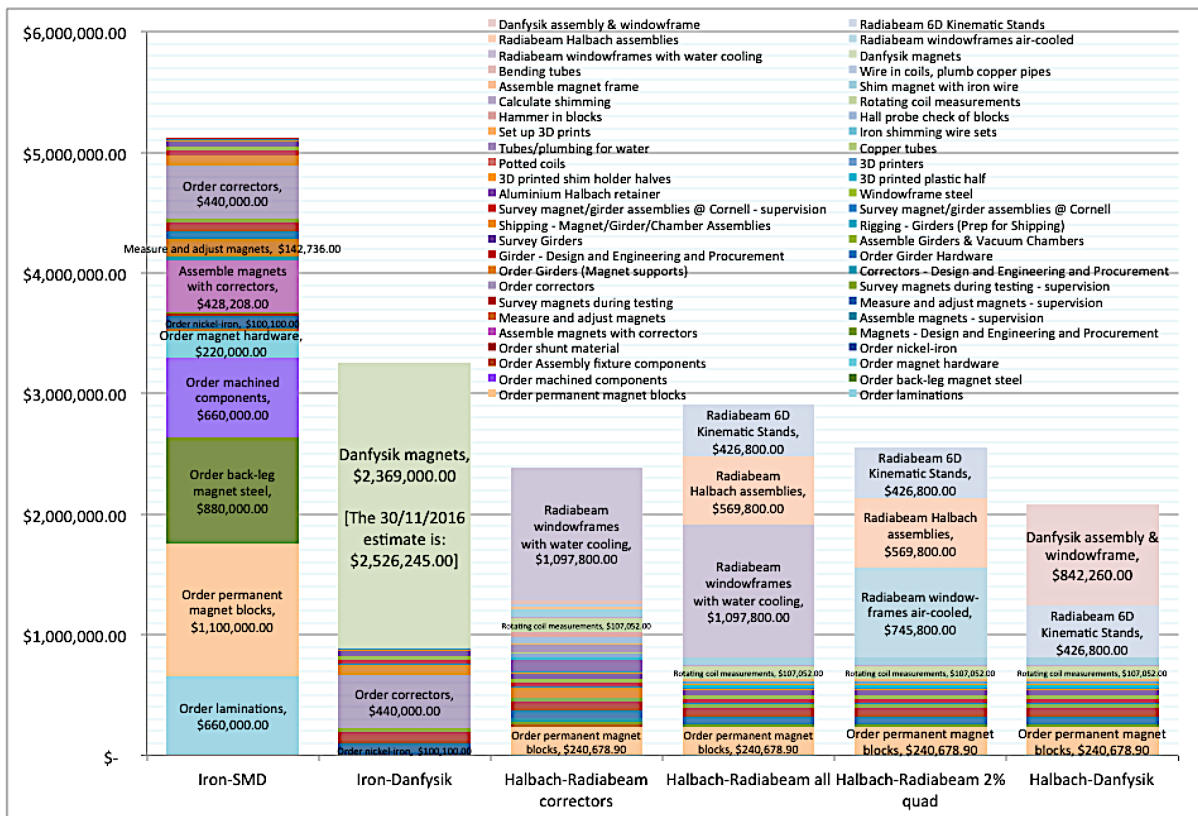 $6,000,000.00
$5,000,000.00
$4,000,000.00
$3,000,000.00
$2,000,000.00
$1,000,000.00
$-
Danfysik assembly & windowframe
Radiabeam 6D Kinematic Stands
Radiabeam Halbach assemblies
Radiabeam windowframes air-cooled
Radiabeam windowframes with water cooling
Danfysik magnets
Bending tubes
Wire in coils, plumb copper pipes
Assemble magnet frame
Shim magnet with iron wire
Calculate shimming
Rotating coil measurements
Hammer in blocks
Hall probe check of blocks
Set up 3D prints
Iron shimming wire sets
Tubes/plumbing for water
Copper tubes
Potted coils
3D printers
3D printed shim holder halves
3D printed plastic half
Aluminium Halbach retainer
Windowframe steel
Survey magnet/girder assemblies @ Cornell - supervision
Survey magnet/girder assemblies @ Cornell
Shipping - Magnet/Girder/Chamber Assemblies
Rigging - Girders (Prep for Shipping)
Survey Girders
Assemble Girders & Vacuum Chambers
Girder - Design and Engineering and Procurement
Order Girder Hardware
Order Girders (Magnet supports)
Correctors - Design and Engineering and Procurement
Order correctors
Survey magnets during testing - supervision
Survey magnets during testing
Measure and adjust magnets - supervision
Measure and adjust magnets
Assemble magnets - supervision
Assemble magnets with correctors
Magnets - Design and Engineering and Procurement
Order shunt material
Order nickel-iron
Order Assembly fixture components
Order magnet hardware
Order machined components
Order back-leg magnet steel
Order permanent magnet blocks
Order laminations
Order correctors,
$440,000.00
Measure and adjust magnets, $142,736.00
Assemble magnets
with correctors,
$428,208.00
Order nickel-iron, $100,100.00
Order magnet hardware,
$220,000.00
Order machined
components,
$660,000.00
Order back-leg
magnet steel,
$880,000.00
Order permanent
magnet blocks,
$1,100,000.00
Order laminations,
$660,000.00
Danfysik magnets,
$2,369,000.00
[The 30/11/2016
estimate is:
$2,526,245.00]
Order correctors,
$440,000.00
Order nickel-iron, $100,100.00
Radiabeam
windowframes
with water cooling,
$1,097,800.00
Rotating coil measurements, $107,052.00
Order permanent magnet
blocks, $240,678.90
Radiabeam 6D
Kinematic Stands,
$426,800.00
Radiabeam
Halbach assemblies,
$569,800.00
Radiabeam
windowframes
with water cooling,
$1,097,800.00
Rotating coil measurements, $107,052.00
Order permanent magnet
blocks, $240,678.90
Radiabeam 6D
Kinematic Stands,
$426,800.00
Radiabeam Halbach
assemblies,
$569,800.00
Radiabeam window-
frames air-cooled,
$745,800.00
Rotating coil measurements, $107,052.00
Order permanent magnet
blocks, $240,678.90
Danfysik assembly &
windowframe,
$842,260.00
Radiabeam 6D
Kinematic Stands,
$426,800.00
Rotating coil measurements, $107,052.00
Order permanent magnet
blocks, $240,678.90
Iron-SMD
Iron-Danfysik
Halbach-Radiabeam
correctors
Halbach-Radiabeam all
Halbach-Radiabeam 2%
quad
Halbach-Danfysik